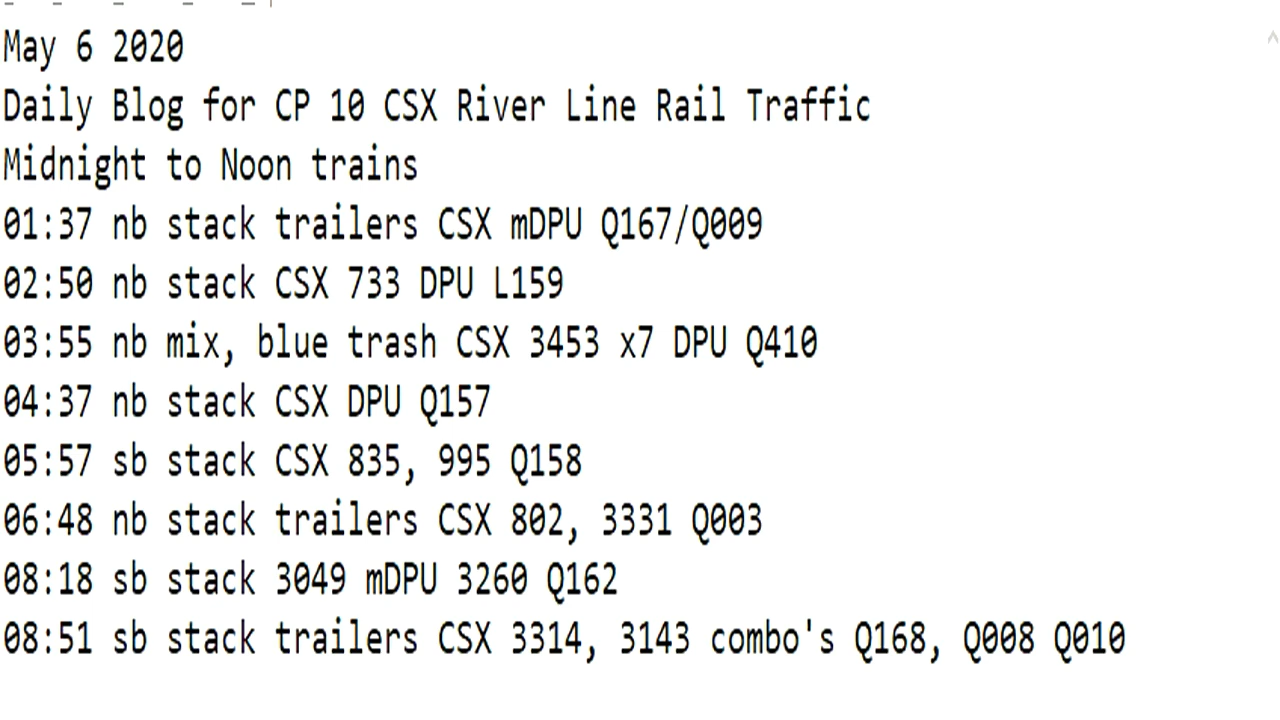 May 6 2020
Daily Blog for CP 10 CSX River Line Rail Traffic
Midnight to Noon trains
01:37 nb stack trailers CSX mDPU Q167/Q009
02:50 nb stack CSX 733 DPU L159
03:55 nb mix, blue trash CSX 3453 x7 DPU Q410
04:37 nb stack CSX DPU Q157
05:57 sb stack CSX 835, 995 Q158
06:48 nb stack trailers CSX 802, 3331 Q003
08:18 sb stack 3049 mDPU 3260 Q162
08:51 sb stack trailers CSX 3314, 3143 combo's Q168, Q008 Q010